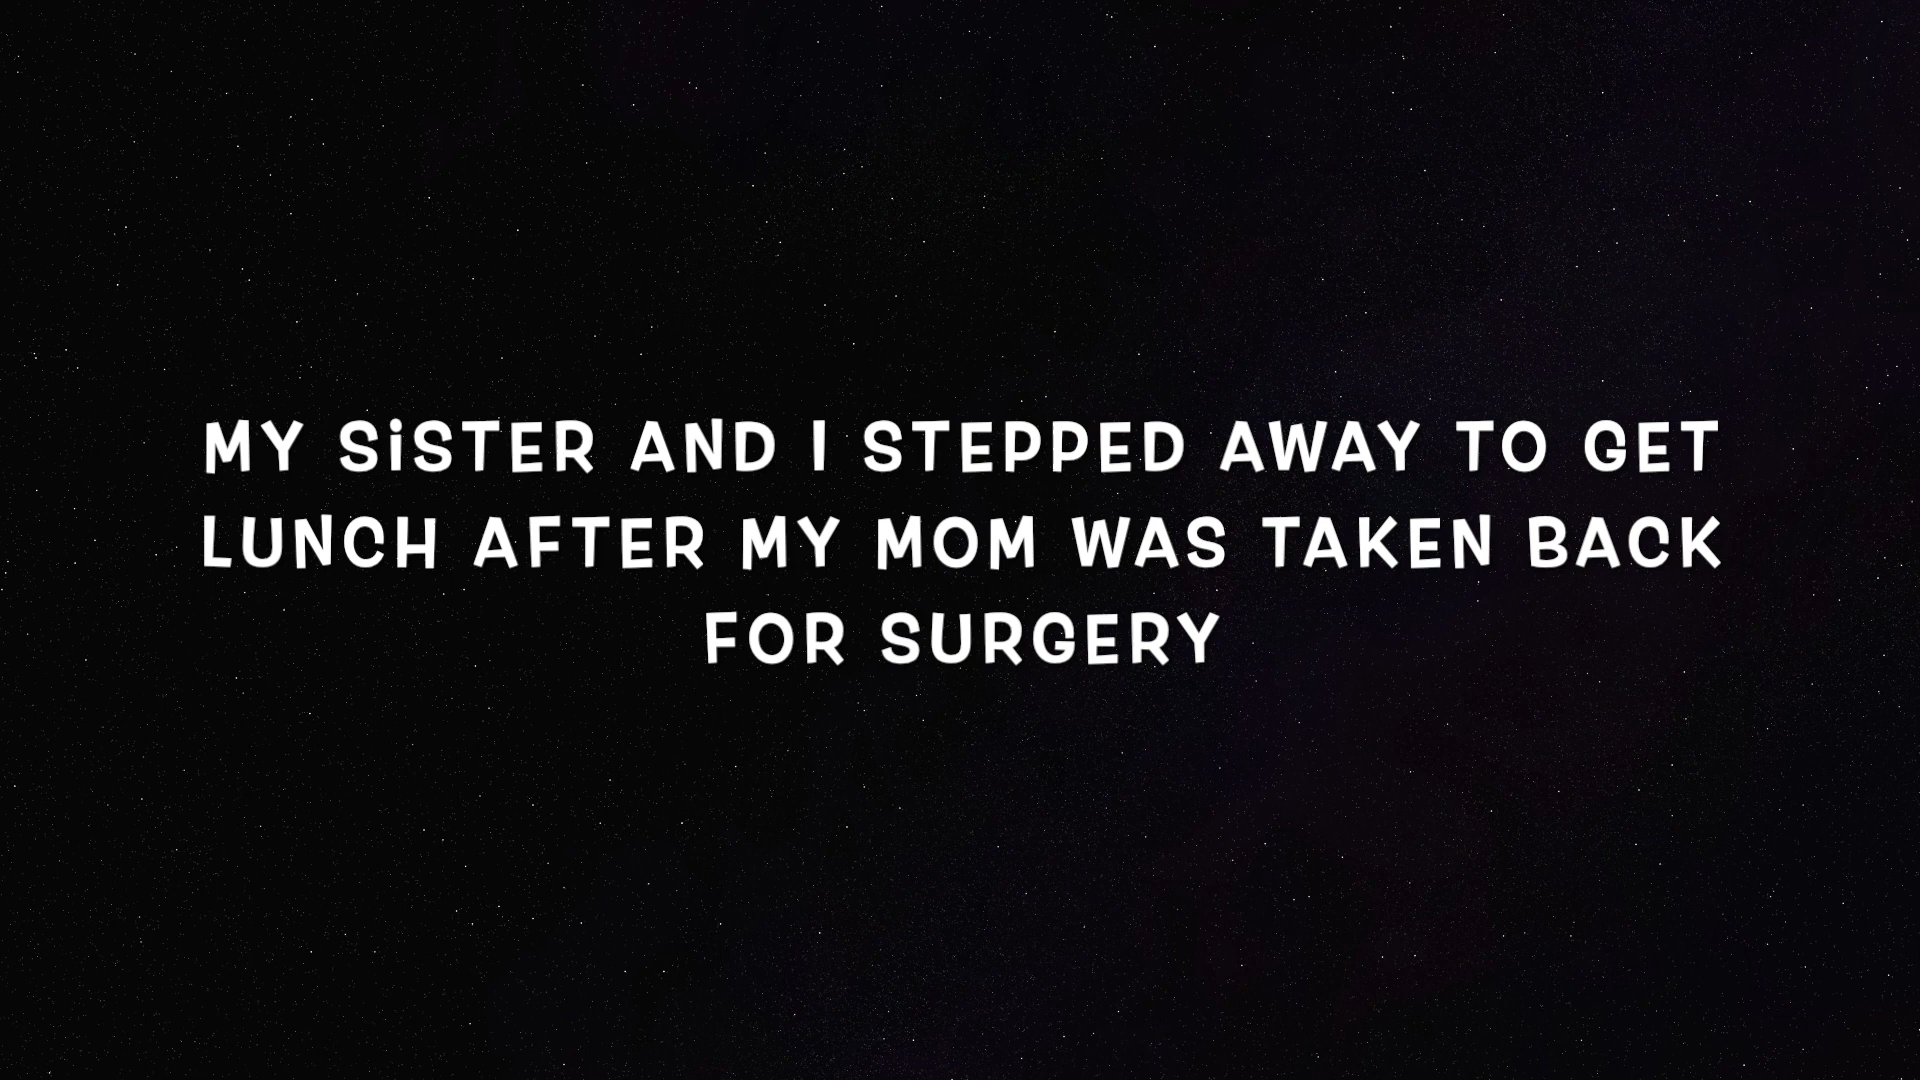 MY SiSTER AND I STEPPED AWAY TO GET
LUNCH AFTER MY MOM WAS TAKEN BACK
FOR SURGERY